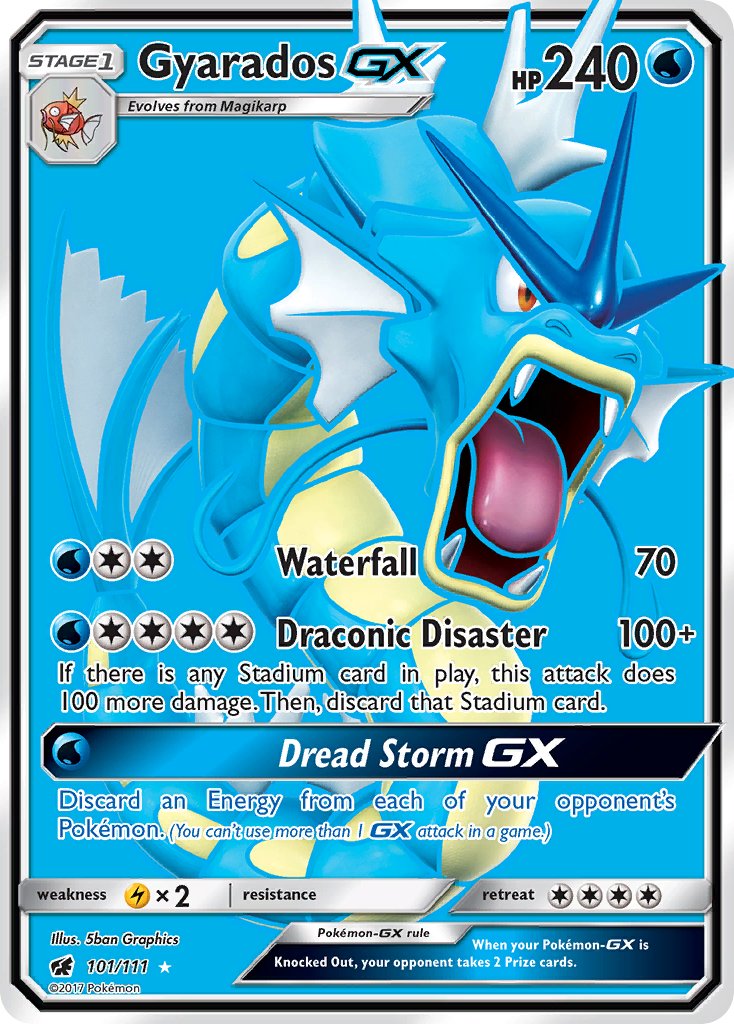 STAGE1
Gyarados GX
HP240
Evolves from Magikarp
Waterfall 70
Draconic Disaster 100+
If there is any Stadium card in play, this attack does
100 more damage. Then, discard that Stadium card.
Dread Storm GX
Discard an Energy from each of your opponent's
Pokémon. (You can't use more than 1 GX attack in a game.)
weakness ×2 resistance retreat
Illus. 5ban Graphics
101/111
©2017 Pokémon
Pokémon-GX rule
When your Pokémon-GX is
Knocked Out, your opponent takes 2 Prize cards.